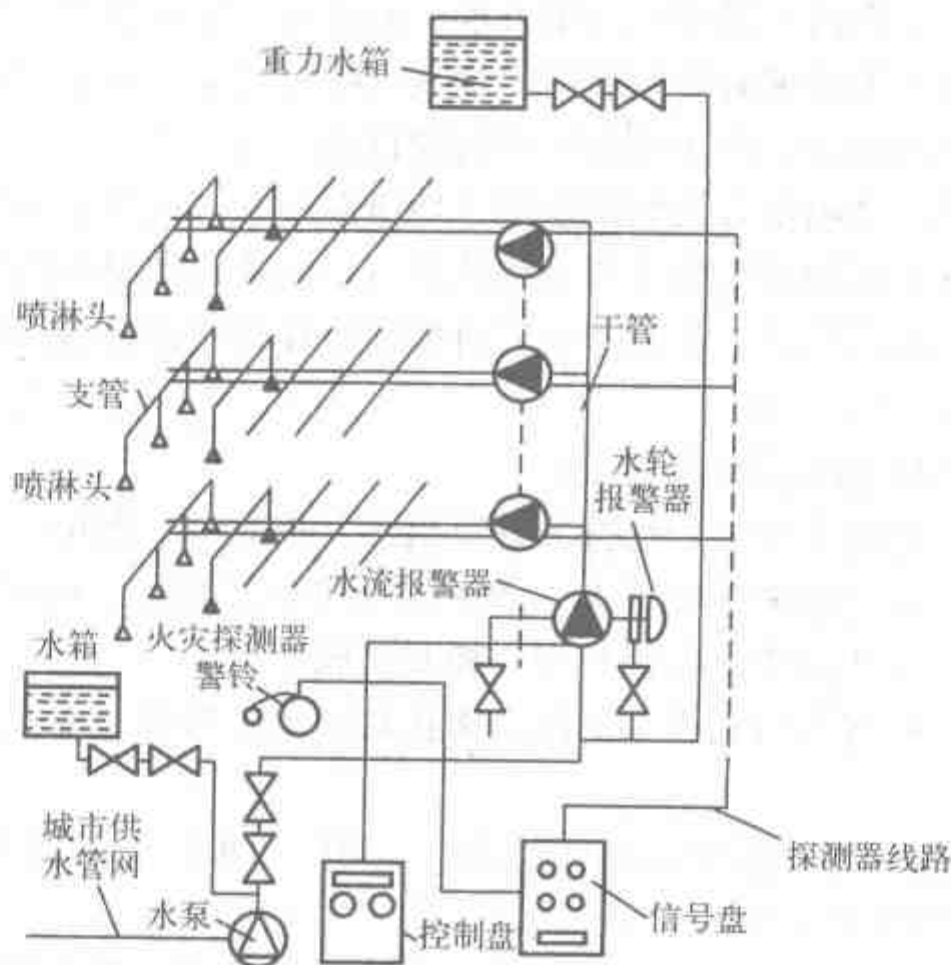 重力水箱
喷淋头
干管
支管
喷淋头
水轮
报警器
水流报警器
水箱
火灾探测器
警铃
城市供
水管网
探测器线路
水泵
控制盘
信号盘